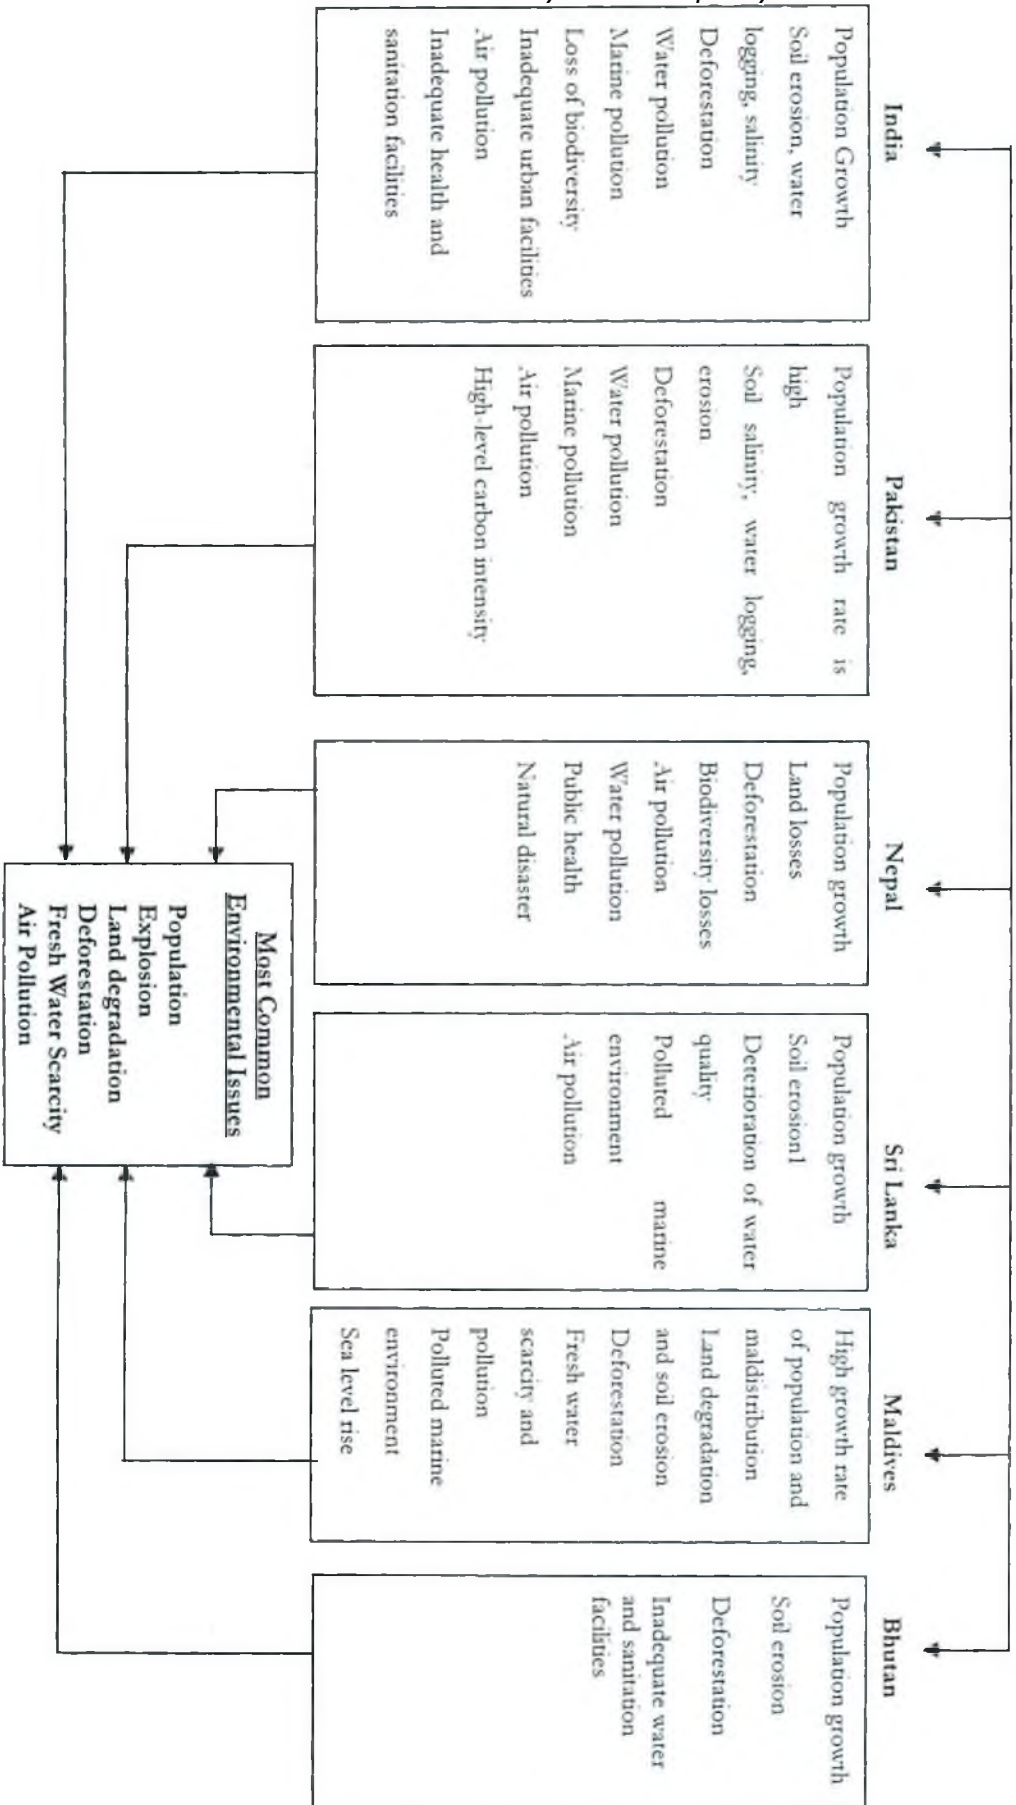 India
Population Growth
Soil erosion, water
logging, salinity
Deforestation
Water pollution
Marine pollution
Loss of biodiversity
Inadequate urban facilities
Air pollution
Inadequate health and
sanitation facilities
Pakistan
Population growth rate is
high
Soil salinity, water logging,
erosion
Deforestation
Water pollution
Marine pollution
Air pollution
High-level carbon intensity
Nepal
Population growth
Land losses
Deforestation
Biodiversity losses
Air pollution
Water pollution
Public health
Natural disaster
Sri Lanka
Population growth
Soil erosion1
Deterioration of water
quality
Polluted marine
environment
Air pollution
Maldives
High growth rate
of population and
maldistribution
Land degradation
and soil erosion
Deforestation
Fresh water
scarcity and
pollution
Polluted marine
environment
Sea level rise
Bhutan
Population growth
Soil erosion
Deforestation
Inadequate water
and sanitation
facilities
Most Common
Environmental Issues
Population
Explosion
Land degradation
Deforestation
Fresh Water Scarcity
Air Pollution